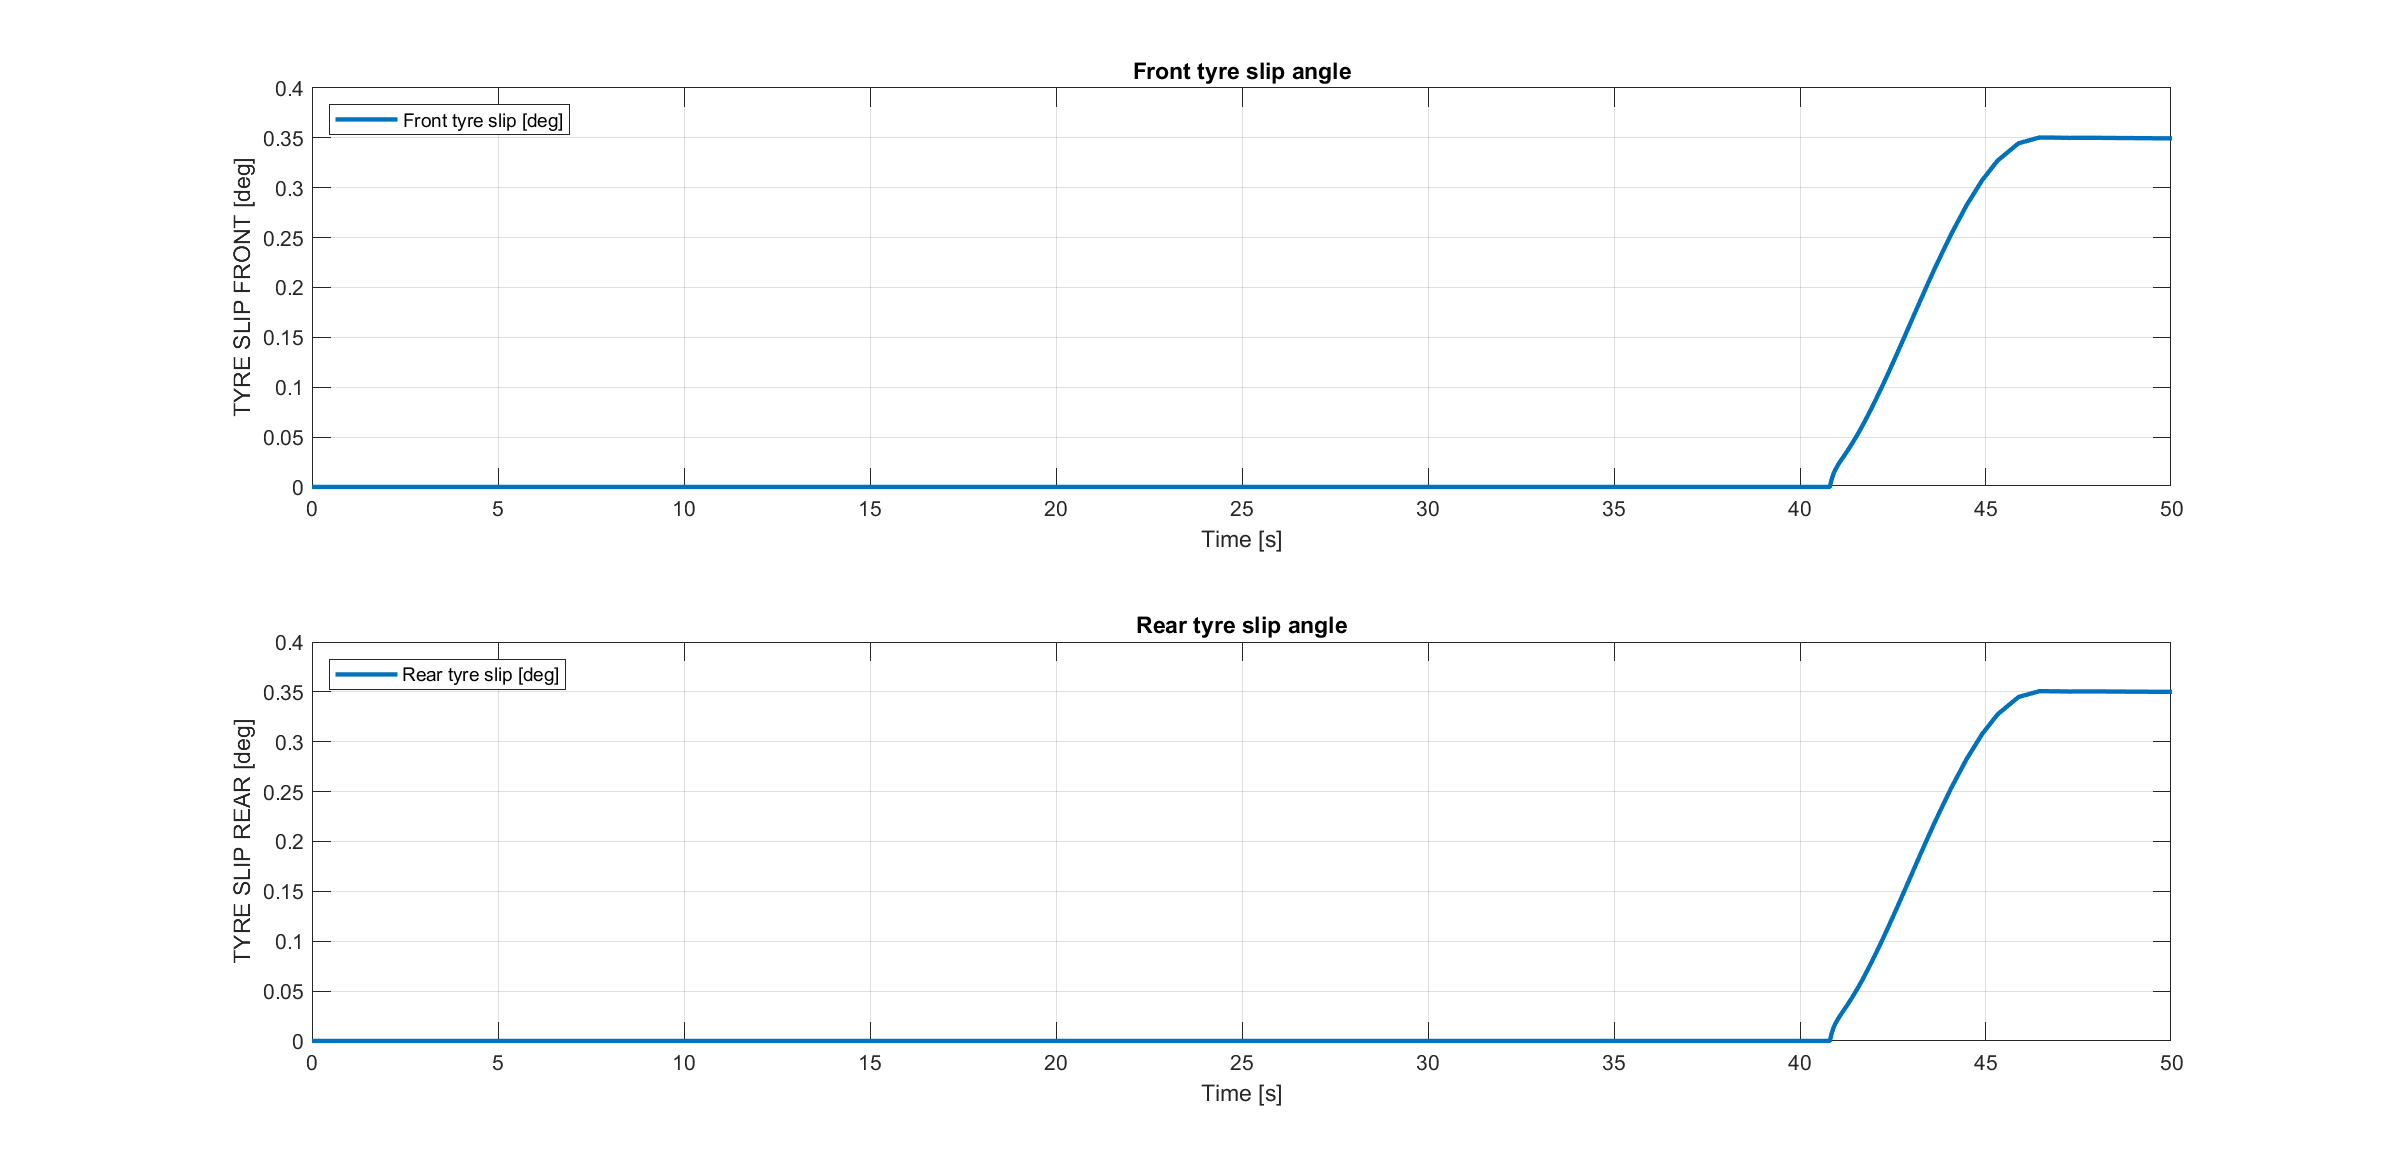 Front tyre slip angle
0.4
0.35
0.3
0.25
0.2
0.15
0.1
0.05
0
TYRE SLIP FRONT [deg]
Front tyre slip [deg]
0 5 10 15 20 25 30 35 40 45 50
Time [s]
Rear tyre slip angle
0.4
0.35
0.3
0.25
0.2
0.15
0.1
0.05
0
TYRE SLIP REAR [deg]
Rear tyre slip [deg]
0 5 10 15 20 25 30 35 40 45 50
Time [s]